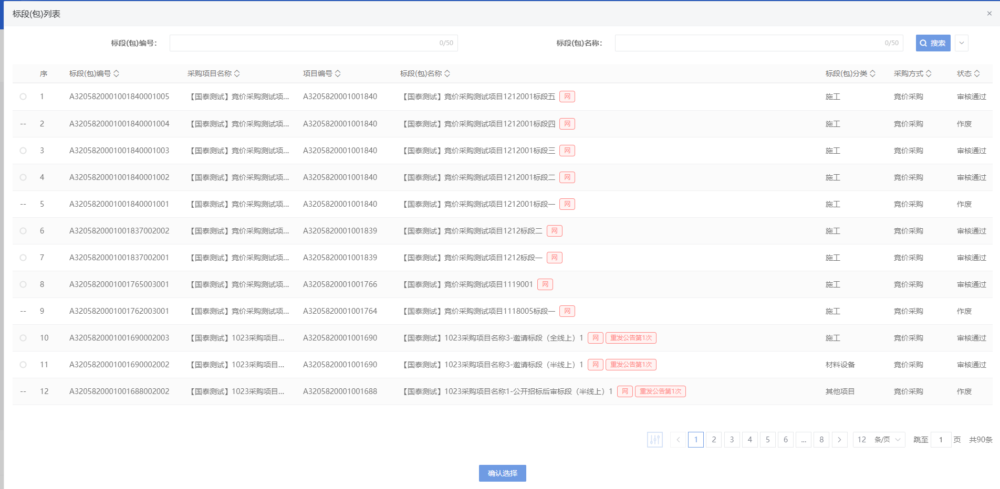 标段(包)列表 ×
标段(包)编号： 0/50 标段(包)名称： 0/50 搜索
序 标段(包)编号 采购项目名称 项目编号 标段(包)名称 标段(包)分类 采购方式 状态
1 A3205820001001840001005 【国泰测试】竞价采购测试项... A3205820001001840 【国泰测试】竞价采购测试项目1212001标段五 网 施工 竞价采购 审核通过
-- 2 A3205820001001840001004 【国泰测试】竞价采购测试项... A3205820001001840 【国泰测试】竞价采购测试项目1212001标段四 网 施工 竞价采购 作废
3 A3205820001001840001003 【国泰测试】竞价采购测试项... A3205820001001840 【国泰测试】竞价采购测试项目1212001标段三 网 施工 竞价采购 审核通过
4 A3205820001001840001002 【国泰测试】竞价采购测试项... A3205820001001840 【国泰测试】竞价采购测试项目1212001标段二 网 施工 竞价采购 审核通过
-- 5 A3205820001001840001001 【国泰测试】竞价采购测试项... A3205820001001840 【国泰测试】竞价采购测试项目1212001标段一 网 施工 竞价采购 作废
6 A3205820001001837002002 【国泰测试】竞价采购测试项... A3205820001001839 【国泰测试】竞价采购测试项目1212标段二 网 施工 竞价采购 审核通过
7 A3205820001001837002001 【国泰测试】竞价采购测试项... A3205820001001839 【国泰测试】竞价采购测试项目1212标段一 网 施工 竞价采购 审核通过
8 A3205820001001765003001 【国泰测试】竞价采购测试项... A3205820001001766 【国泰测试】竞价采购测试项目1119001 网 施工 竞价采购 审核通过
-- 9 A3205820001001762003001 【国泰测试】竞价采购测试项... A3205820001001764 【国泰测试】竞价采购测试项目1118005标段一 网 施工 竞价采购 作废
10 A3205820001001690002003 【国泰测试】1023采购项目... A3205820001001690 【国泰测试】1023采购项目名称3-邀请标段（全线上）1 网 重发公告第1次 施工 竞价采购 审核通过
11 A3205820001001690002002 【国泰测试】1023采购项目... A3205820001001690 【国泰测试】1023采购项目名称3-邀请标段（半线上）1 网 重发公告第1次 材料设备 竞价采购 审核通过
-- 12 A3205820001001688002002 【国泰测试】1023采购项目... A3205820001001688 【国泰测试】1023采购项目名称1-公开招标后审标段（半线上）1 网 重发公告第1次 其他项目 竞价采购 作废
1 2 3 4 5 6 ... 8 12 条/页 跳至 1 页 共90条
确认选择